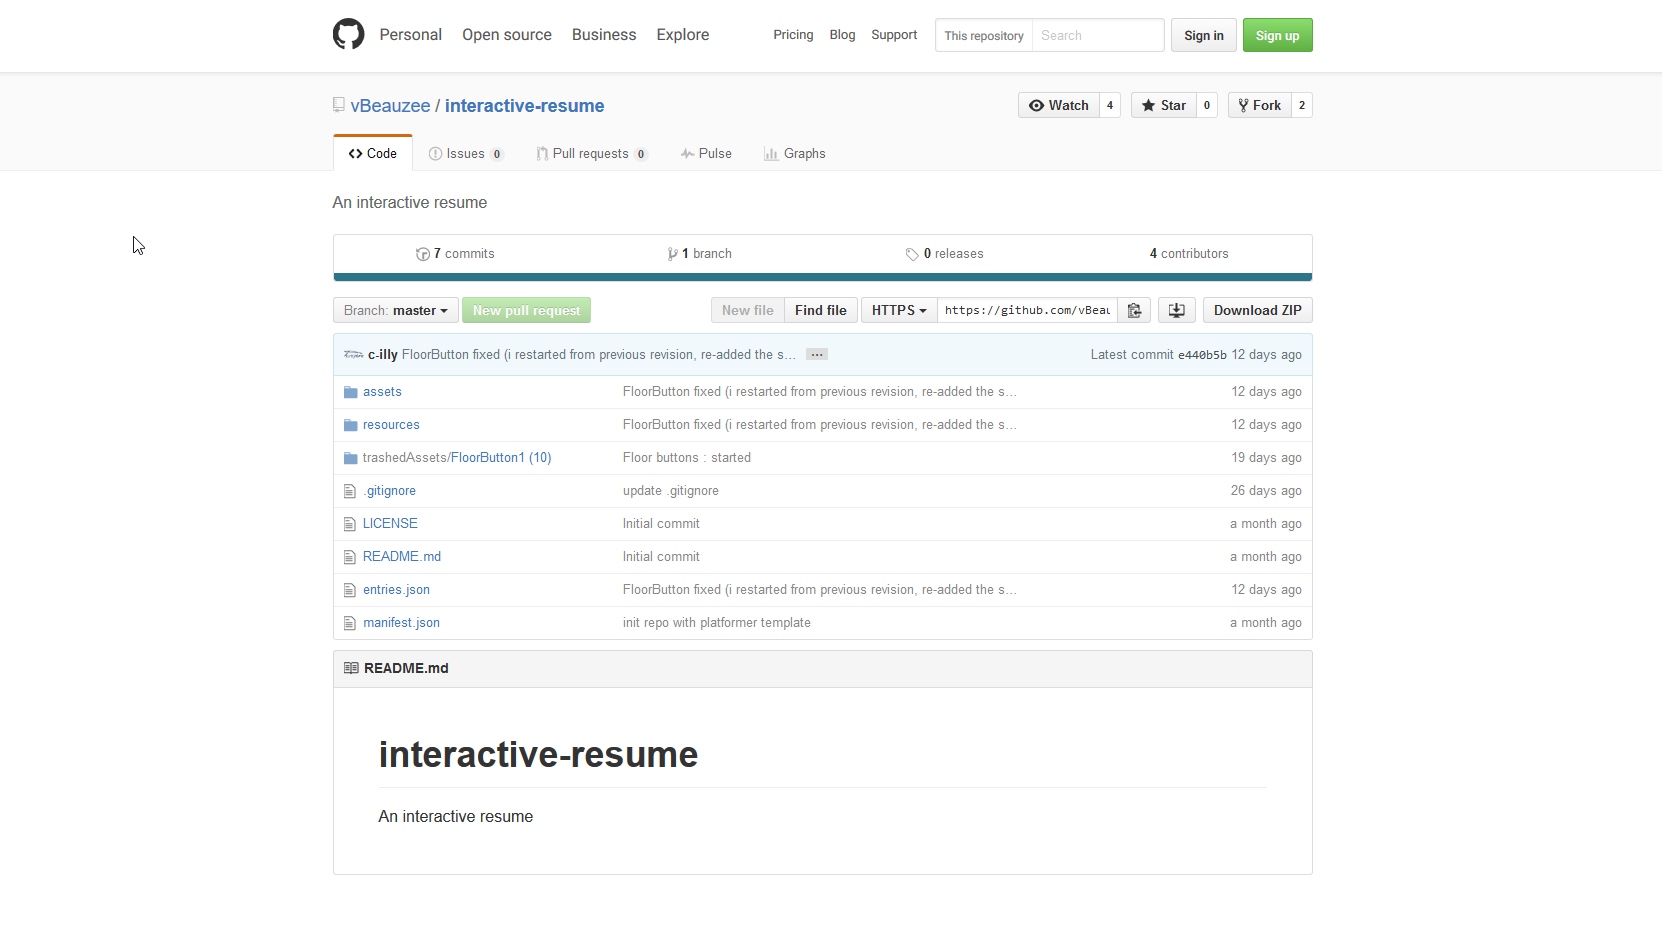 Personal Open source Business Explore Pricing Blog Support This repository Search Sign in Sign up
vBeauzee / interactive-resume Watch 4 Star 0 Fork 2
Code Issues 0 Pull requests 0 Pulse Graphs
An interactive resume
7 commits 1 branch 0 releases 4 contributors
Branch: master New pull request New file Find file HTTPS https://github.com/vBeau Download ZIP
c-illy FloorButton fixed (i restarted from previous revision, re-added the s… ... Latest commit e440b5b 12 days ago
assets FloorButton fixed (i restarted from previous revision, re-added the s… 12 days ago
resources FloorButton fixed (i restarted from previous revision, re-added the s… 12 days ago
trashedAssets/FloorButton1 (10) Floor buttons : started 19 days ago
.gitignore update .gitignore 26 days ago
LICENSE Initial commit a month ago
README.md Initial commit a month ago
entries.json FloorButton fixed (i restarted from previous revision, re-added the s… 12 days ago
manifest.json init repo with platformer template a month ago
README.md
interactive-resume
An interactive resume